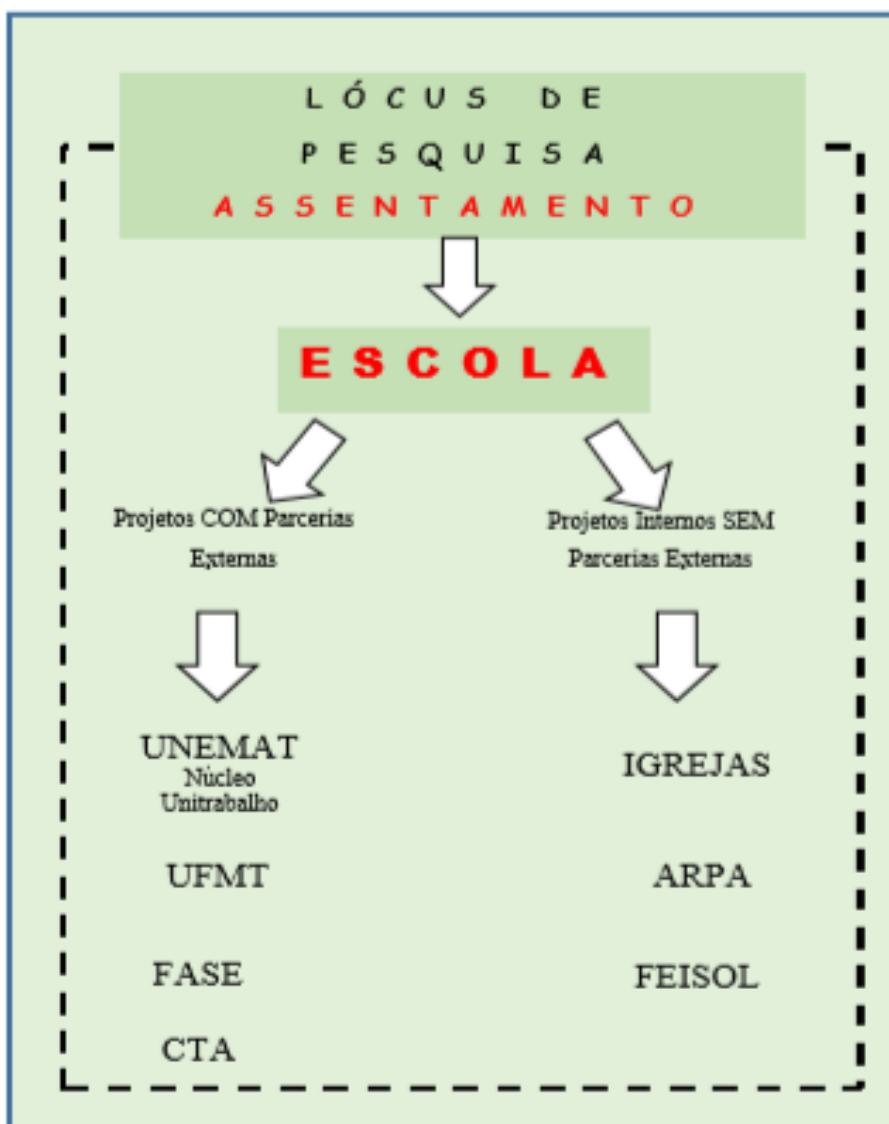 LÓCUS DE
PESQUISA
ASSENTAMENTO
ESCOLA
Projetos COM Parcerias
Externas
Projetos Internos SEM
Parcerias Externas
UNEMAT
Núcleo
Unitrabalho
UFMT
FASE
CTA
IGREJAS
ARPA
FEISOL